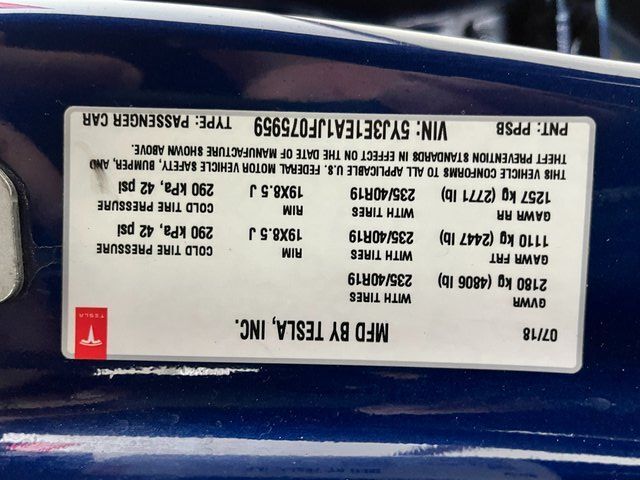 07/18 MFD BY TESLA, INC.
TESLA
GVWR WITH TIRES
2180 kg (4806 lb) 235/40R19
GAWR FRT WITH TIRES RIM COLD TIRE PRESSURE
1110 kg (2447 lb) 235/40R19 19X8.5 J 290 kPa, 42 psi
GAWR RR WITH TIRES RIM COLD TIRE PRESSURE
1257 kg (2771 lb) 235/40R19 19X8.5 J 290 kPa, 42 psi
THIS VEHICLE CONFORMS TO ALL APPLICABLE U.S. FEDERAL MOTOR VEHICLE SAFETY, BUMPER, AND
THEFT PREVENTION STANDARDS IN EFFECT ON THE DATE OF MANUFACTURE SHOWN
ABOVE.
PNT: PPSB VIN: 5YJ3E1EA1JF075959 TYPE: PASSENGER CAR